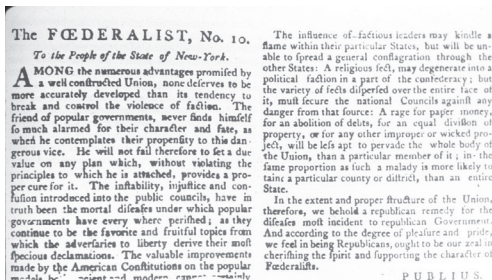 The FŒDERALIST, No. 10.
To the People of the State of New-York.
AMONG the numerous advantages promised by
a well constructed Union, none deserves to be
more accurately developed than its tendency to
break and control the violence of faction. The
friend of popular governments, never finds himself
so much alarmed for their character and fate, as
when he contemplates their propensity to this dan-
gerous vice. He will not fail therefore to set a due
value on any plan which, without violating the
principles to which he is attached, provides a pro-
per cure for it. The instability, injustice and con-
fusion introduced into the public councils, have in
truth been the mortal diseases under which popular
governments have every where perished; as they
continue to be the favorite and fruitful topics from
which the adversaries to liberty derive their most
specious declamations. The valuable improvements
made by the American Constitutions on the popular
The influence of factious leaders may kindle a
flame within their particular States, but will be un-
able to spread a general conflagration through the
other States: A religious sect, may degenerate into a
political faction in a part of the confederacy; but
the variety of sects dispersed over the entire face of
it, must secure the national Councils against any
danger from that source: A rage for paper money,
for an abolition of debts, for an equal division of
property, or for any other improper or wicked pro-
ject, will be less apt to pervade the whole body of
the Union, than a particular member of it; in the
same proportion as such a malady is more likely to
taint a particular county or district, than an entire
State.
In the extent and proper structure of the Union,
therefore, we behold a republican remedy for the
diseases most incident to republican Government.
And according to the degree of pleasure and pride,
we feel in being Republicans, ought to be our zeal in
cherishing the spirit and supporting the character of
Fœderalists.
PUBLIUS.